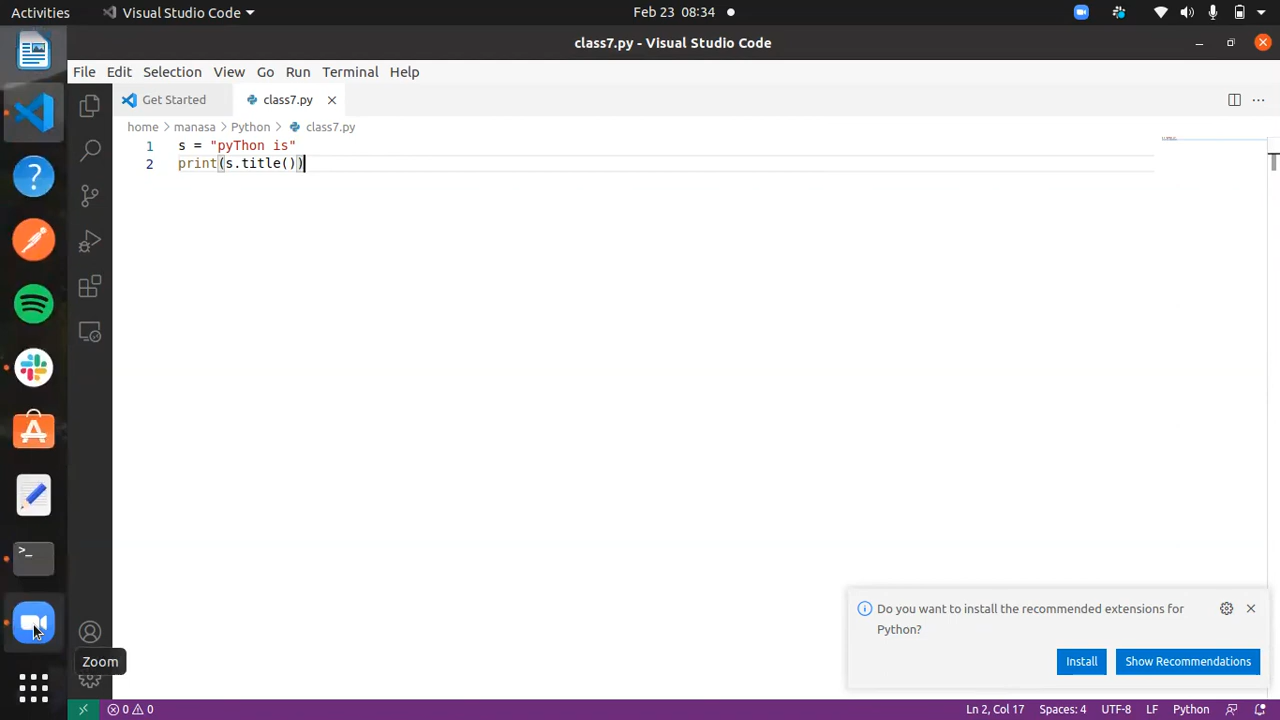 Activities Visual Studio Code Feb 23 08:34
class7.py - Visual Studio Code
File Edit Selection View Go Run Terminal Help
Get Started class7.py
home > manasa > Python > class7.py
1 s = "pyThon is"
2 print(s.title())
Do you want to install the recommended extensions for
Python?
Install Show Recommendations
Zoom
0 0 Ln 2, Col 17 Spaces: 4 UTF-8 LF Python